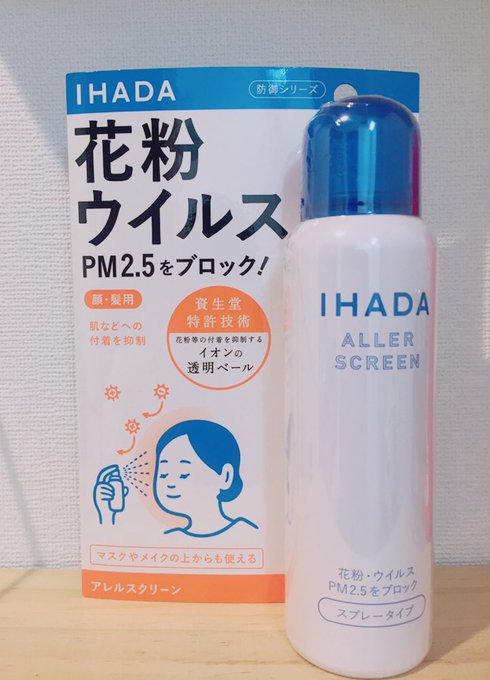 IHADA
防御シリーズ
花粉
ウイルス
PM2.5をブロック!
顔・髪用
肌などへの
付着を抑制
資生堂
特許技術
花粉等の付着を抑制する
イオンの
透明ベール
マスクやメイクの上からも使える
アレルスクリーン
IHADA
ALLER
SCREEN
花粉・ウイルス
PM2.5をブロック
スプレータイプ